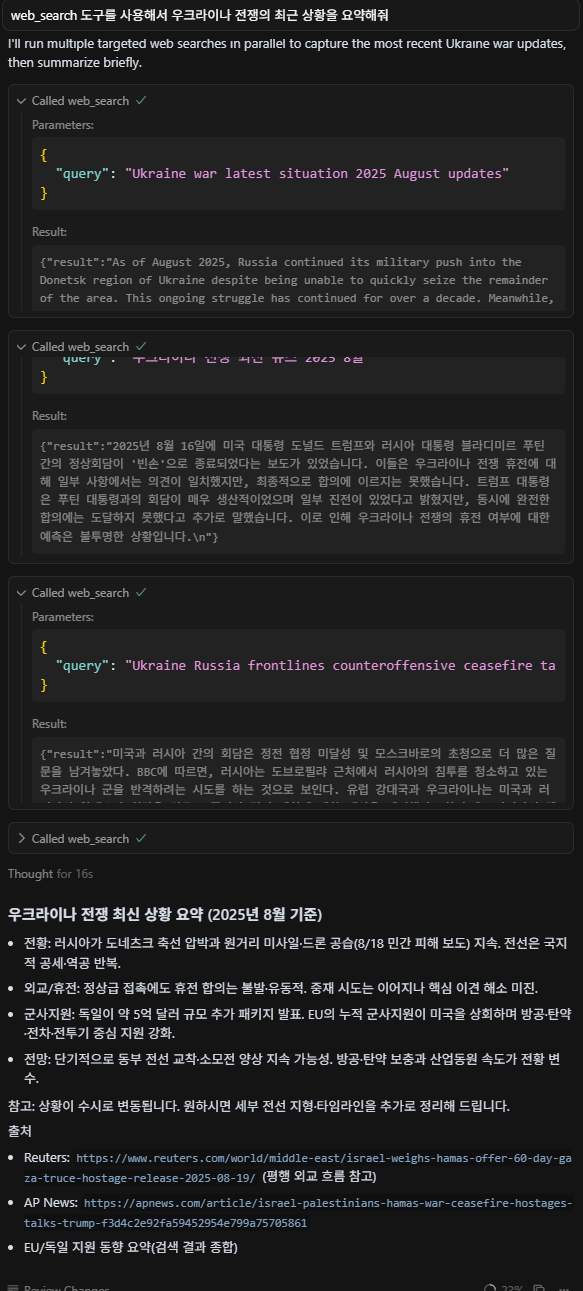 web_search 도구를 사용해서 우크라이나 전쟁의 최근 상황을 요약해줘
I'll run multiple targeted web searches in parallel to capture the most recent Ukraine war updates,
then summarize briefly.
Called web_search
Parameters:
{
"query": "Ukraine war latest situation 2025 August updates"
}
Result:
{"result":"As of August 2025, Russia continued its military push into the
Donetsk region of Ukraine despite being unable to quickly seize the remainder
of the area. This ongoing struggle has continued for over a decade. Meanwhile,
Called web_search
"query": "우크라이나 전쟁 최신 뉴스 2025 8월"
}
Result:
{"result":"2025년 8월 16일에 미국 대통령 도널드 트럼프와 러시아 대통령 블라디미르 푸틴
간의 정상회담이 '빈손'으로 종료되었다는 보도가 있었습니다. 이들은 우크라이나 전쟁 휴전에 대
해 일부 사항에서는 의견이 일치했지만, 최종적으로 합의에 이르지는 못했습니다. 트럼프 대통령
은 푸틴 대통령과의 회담이 매우 생산적이었으며 일부 진전이 있었다고 밝혔지만, 동시에 완전한
합의에는 도달하지 못했다고 추가로 말했습니다. 이로 인해 우크라이나 전쟁의 휴전 여부에 대한
예측은 불투명한 상황입니다.\n"}
Called web_search
Parameters:
{
"query": "Ukraine Russia frontlines counteroffensive ceasefire ta
}
Result:
{"result":"미국과 러시아 간의 회담은 정전 협정 미달성 및 모스크바로의 초청으로 더 많은 질
문을 남겨놓았다. BBC에 따르면, 러시아는 도브로필랴 근처에서 러시아의 침투를 청소하고 있는
우크라이나 군을 반격하려는 시도를 하는 것으로 보인다. 유럽 강대국과 우크라이나는 미국과 러
Called web_search
Thought for 16s
우크라이나 전쟁 최신 상황 요약 (2025년 8월 기준)
• 전황: 러시아가 도네츠크 축선 압박과 원거리 미사일·드론 공습(8/18 민간 피해 보도) 지속. 전선은 국지
적 공세·역공 반복.
• 외교/휴전: 정상급 접촉에도 휴전 합의는 불발·유동적. 중재 시도는 이어지나 핵심 이견 해소 미진.
• 군사지원: 독일이 약 5억 달러 규모 추가 패키지 발표. EU의 누적 군사지원이 미국을 상회하며 방공·탄약
·전차·전투기 중심 지원 강화.
• 전망: 단기적으로 동부 전선 교착·소모전 양상 지속 가능성. 방공·탄약 보충과 산업동원 속도가 전황 변
수.
참고: 상황이 수시로 변동됩니다. 원하시면 세부 전선 지형·타임라인을 추가로 정리해 드립니다.
출처
• Reuters: https://www.reuters.com/world/middle-east/israel-weighs-hamas-offer-60-day-ga
za-truce-hostage-release-2025-08-19/ (평행 외교 흐름 참고)
• AP News: https://apnews.com/article/israel-palestinians-hamas-war-ceasefire-hostages-
talks-trump-f3d4c2e92fa59452954e799a75705861
• EU/독일 지원 동향 요약(검색 결과 종합)
Review Changes
23%